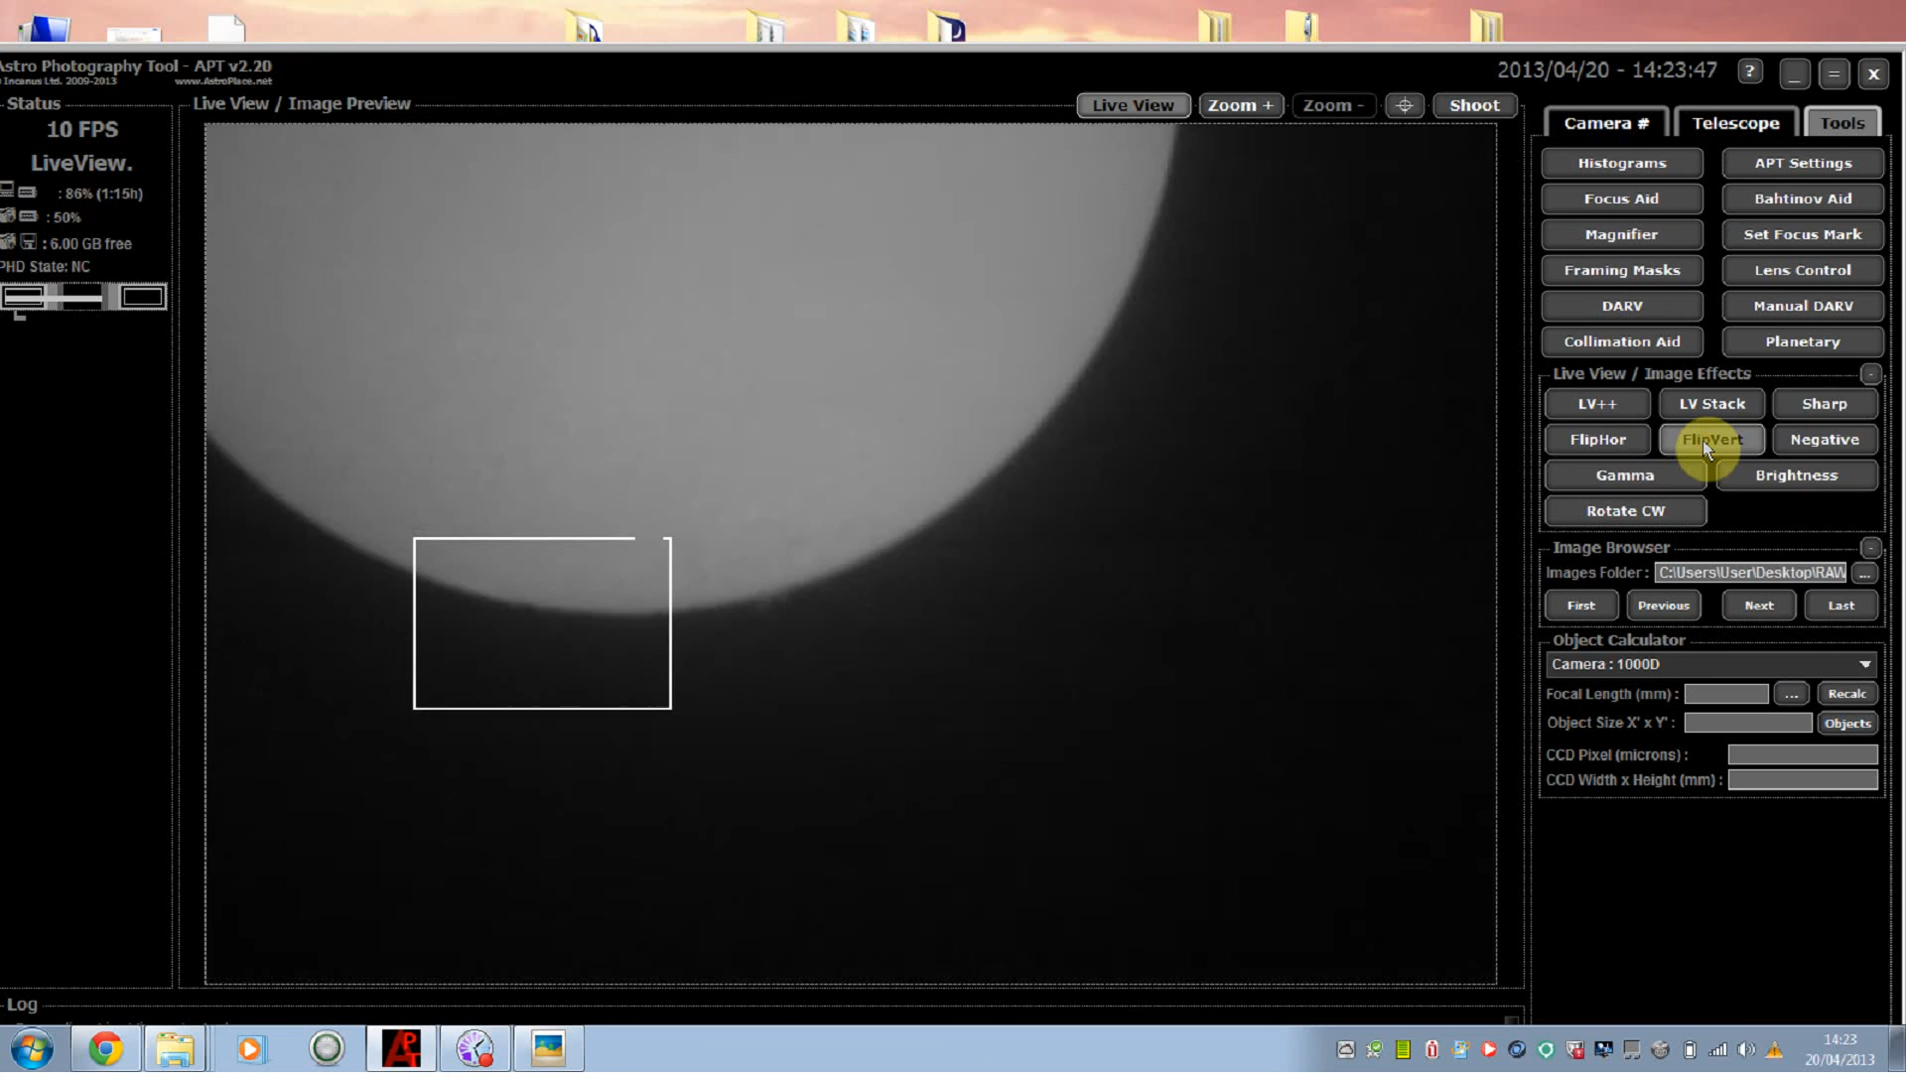 Astro Photography Tool - APT v2.20
© Incanus Ltd. 2009-2013 www.AstroPlace.net
2013/04/20 - 14:23:47 ? _ = X
Status
10 FPS
LiveView.
: 86% (1:15h)
: 50%
: 6.00 GB free
PHD State: NC
Live View / Image Preview
Live View Zoom + Zoom - Shoot
Camera # Telescope Tools
Histograms APT Settings
Focus Aid Bahtinov Aid
Magnifier Set Focus Mark
Framing Masks Lens Control
DARV Manual DARV
Collimation Aid Planetary
Live View / Image Effects -
LV++ LV Stack Sharp
FlipHor FlipVert Negative
Gamma Brightness
Rotate CW
Image Browser -
Images Folder : C:\Users\User\Desktop\RAW ...
First Previous Next Last
Object Calculator
Camera : 1000D
Focal Length (mm) : ... Recalc
Object Size X' x Y' : Objects
CCD Pixel (microns) :
CCD Width x Height (mm) :
Log
14:23
20/04/2013